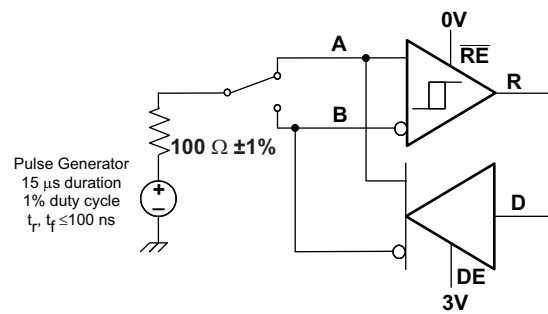 0V
A
RE
R
B
100 Ω ±1%
Pulse Generator
15 μs duration
1% duty cycle
tr, tf ≤100 ns
+
−
D
DE
3V